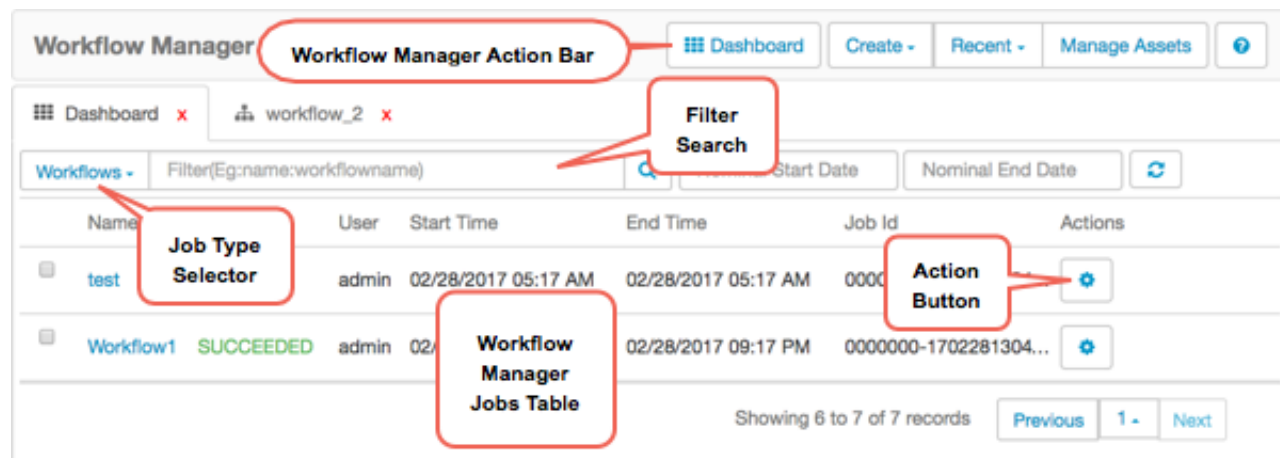 Workflow Manager
Workflow Manager Action Bar
Dashboard
Create
Recent
Manage Assets
?
Dashboard x
workflow_2 x
Filter
Search
Workflows
Filter(Eg:name:workflowname)
Start Date
Nominal End Date
Name
User
Start Time
End Time
Job Id
Actions
Job Type
Selector
Action
Button
test
admin
02/28/2017 05:17 AM
02/28/2017 05:17 AM
Workflow
Manager
Jobs Table
Workflow1
SUCCEEDED
admin
02/28/2017 09:17 PM
0000000-1702281304...
Showing 6 to 7 of 7 records
Previous
1
Next